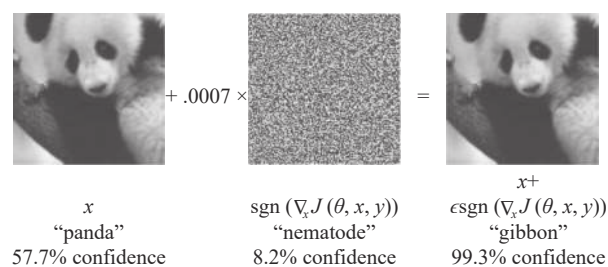 + .0007 ×
=
x
“panda”
57.7% confidence
sgn (∇ₓJ (θ, x, y))
“nematode”
8.2% confidence
x+
ϵsgn (∇ₓJ (θ, x, y))
“gibbon”
99.3% confidence